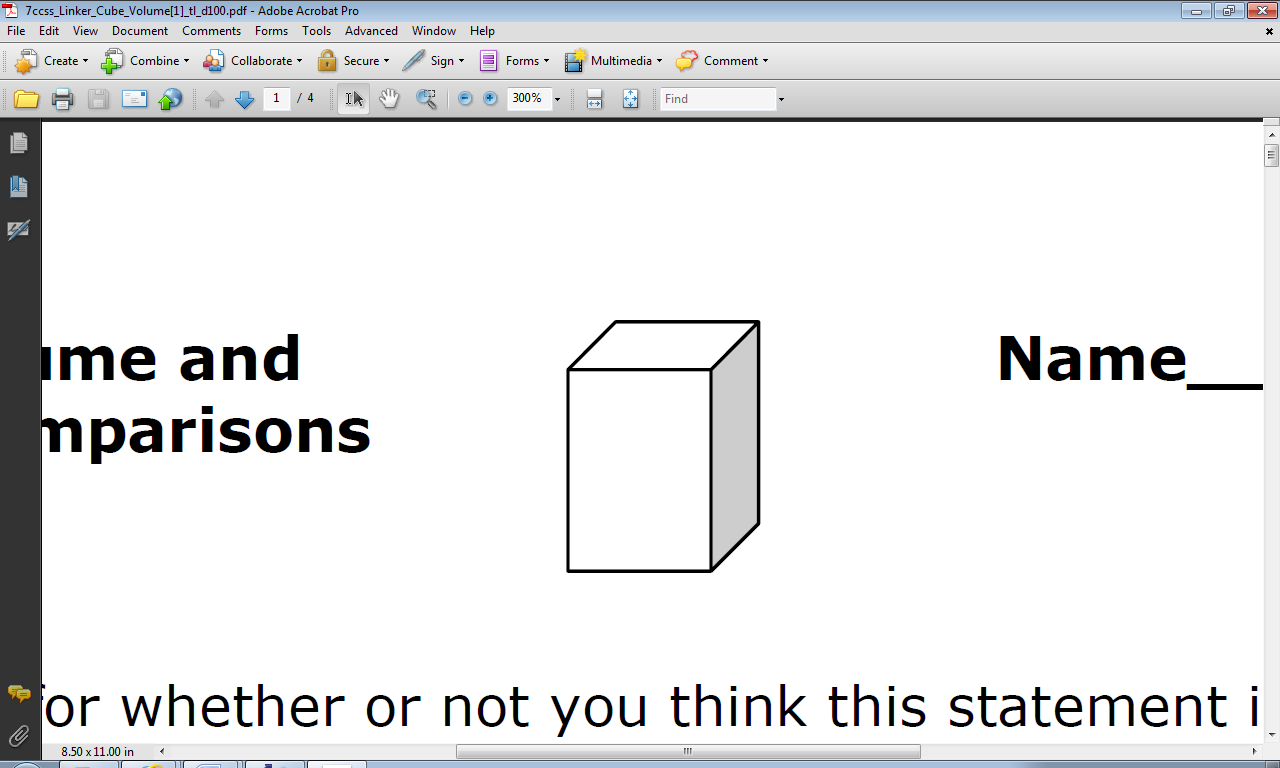 7ccss_Linker_Cube_Volume[1]_tl_d100.pdf - Adobe Acrobat Pro
File Edit View Document Comments Forms Tools Advanced Window Help
Create Combine Collaborate Secure Sign Forms Multimedia Comment
1 / 4 300% Find
ume and
Name__
mparisons
for whether or not you think this statement i
8.50 x 11.00 in